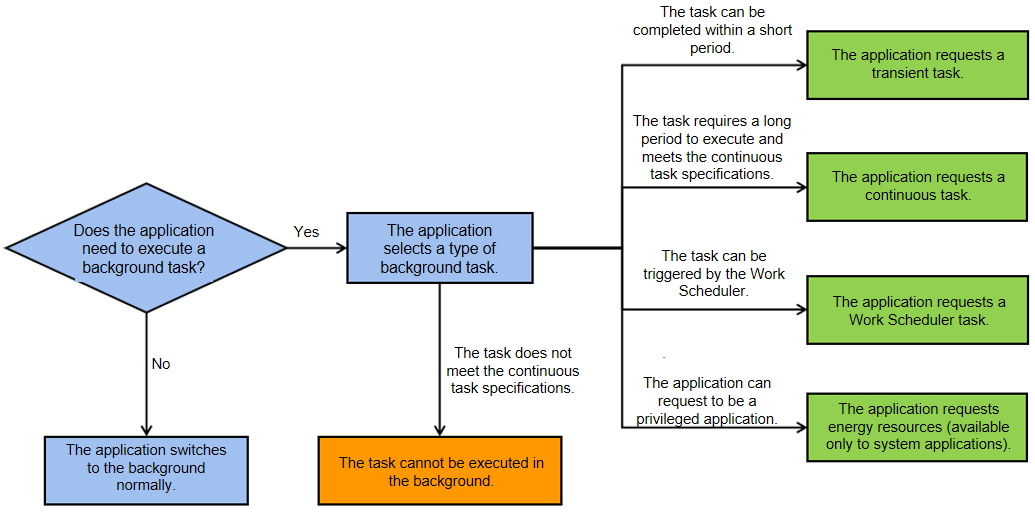 The task can be
completed within a short
period.
The application requests a
transient task.
The task requires a long
period to execute and
meets the continuous
task specifications.
The application requests a
continuous task.
Does the application
need to execute a
background task?
Yes
The application
selects a type of
background task.
The task can be
triggered by the Work
Scheduler.
The application requests a
Work Scheduler task.
No
The task does not
meet the continuous
task specifications.
The application can
request to be a
privileged application.
The application requests
energy resources (available
only to system applications).
The application switches
to the background
normally.
The task cannot be executed in
the background.